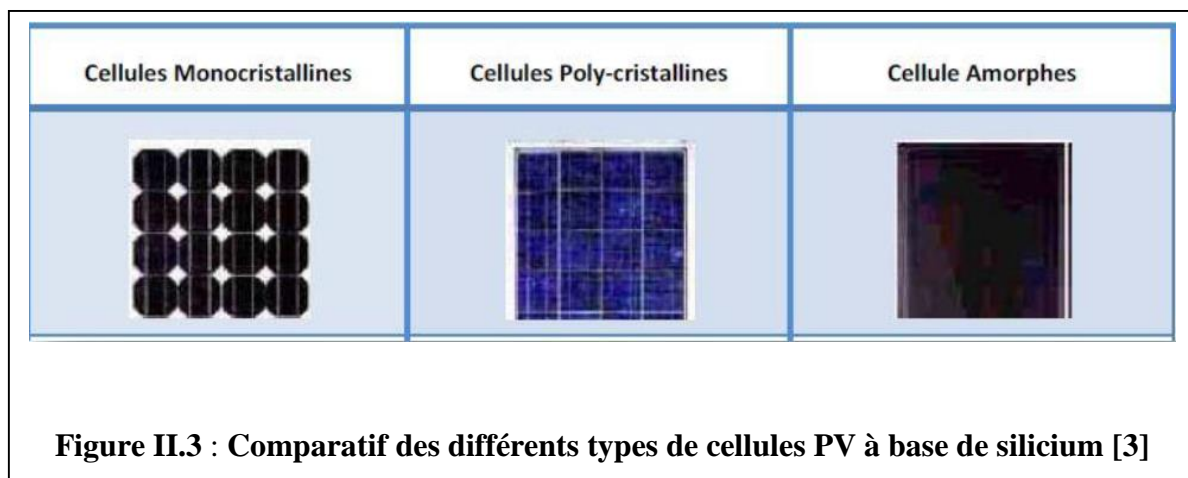 Cellules Monocristallines
Cellules Poly-cristallines
Cellule Amorphes
Figure II.3 : Comparatif des différents types de cellules PV à base de silicium [3]